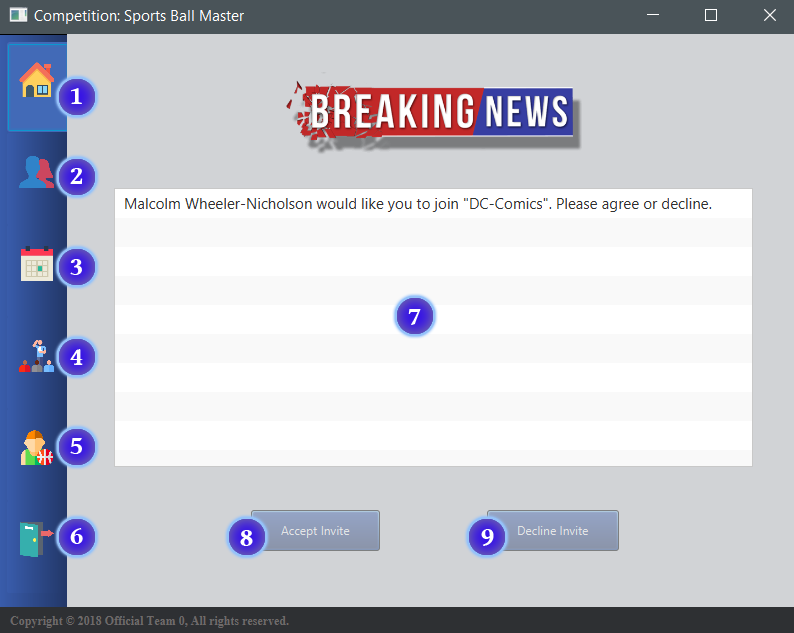 Competition: Sports Ball Master
1
BREAKING NEWS
2
Malcolm Wheeler-Nicholson would like you to join "DC-Comics". Please agree or decline.
3
7
4
5
8 Accept Invite
9 Decline Invite
6
Copyright © 2018 Official Team 0, All rights reserved.